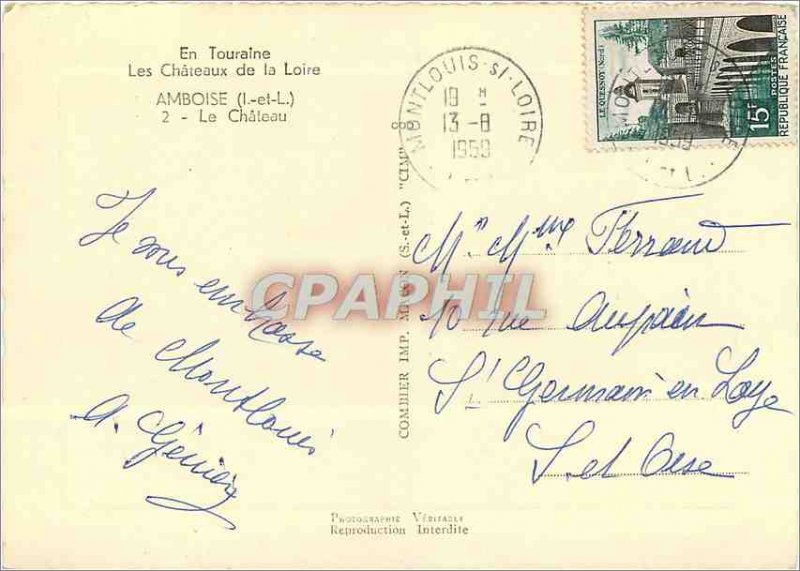 En Touraine
Les Châteaux de la Loire
AMBOISE (I.-et-L.)
2 - Le Château
MONTLOUIS-s/-LOIRE
19 H
13-8
1959
LE QUESNOY (Nord)
POSTES
15F
REPUBLIQUE FRANÇAISE
Je vous embrasse
de Montlouis
COMBIER IMP. MACON (S.-et-L.) "CIM"
CPAPHIL
Mr Mme Ferrand
10 rue
St Germain en Laye
S. et Oise
PHOTOGRAPHIE VÉRITABLE
Reproduction Interdite